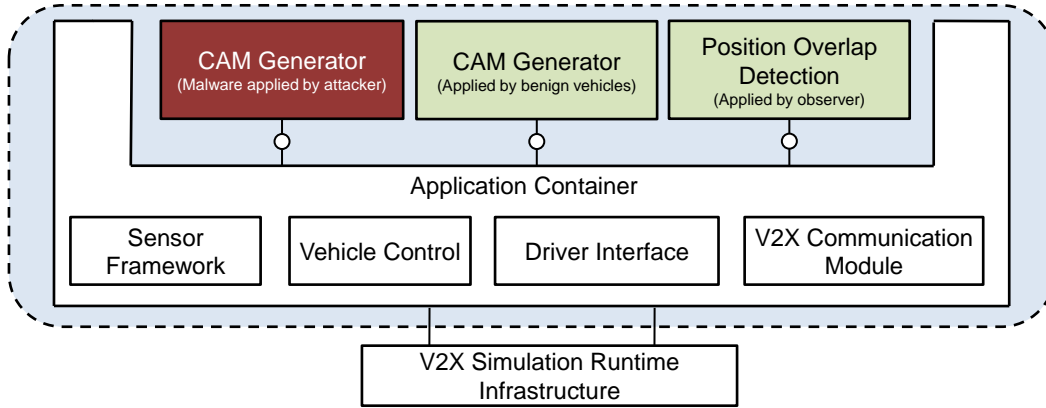 CAM Generator
(Malware applied by attacker)
CAM Generator
(Applied by benign vehicles)
Position Overlap
Detection
(Applied by observer)
Application Container
Sensor
Framework
Vehicle Control
Driver Interface
V2X Communication
Module
V2X Simulation Runtime
Infrastructure